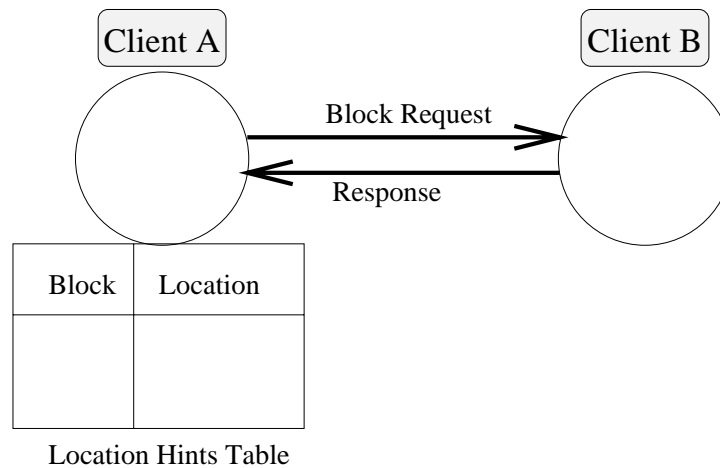 Client A
Client B
Block Request
Response
Block
Location
Location Hints Table